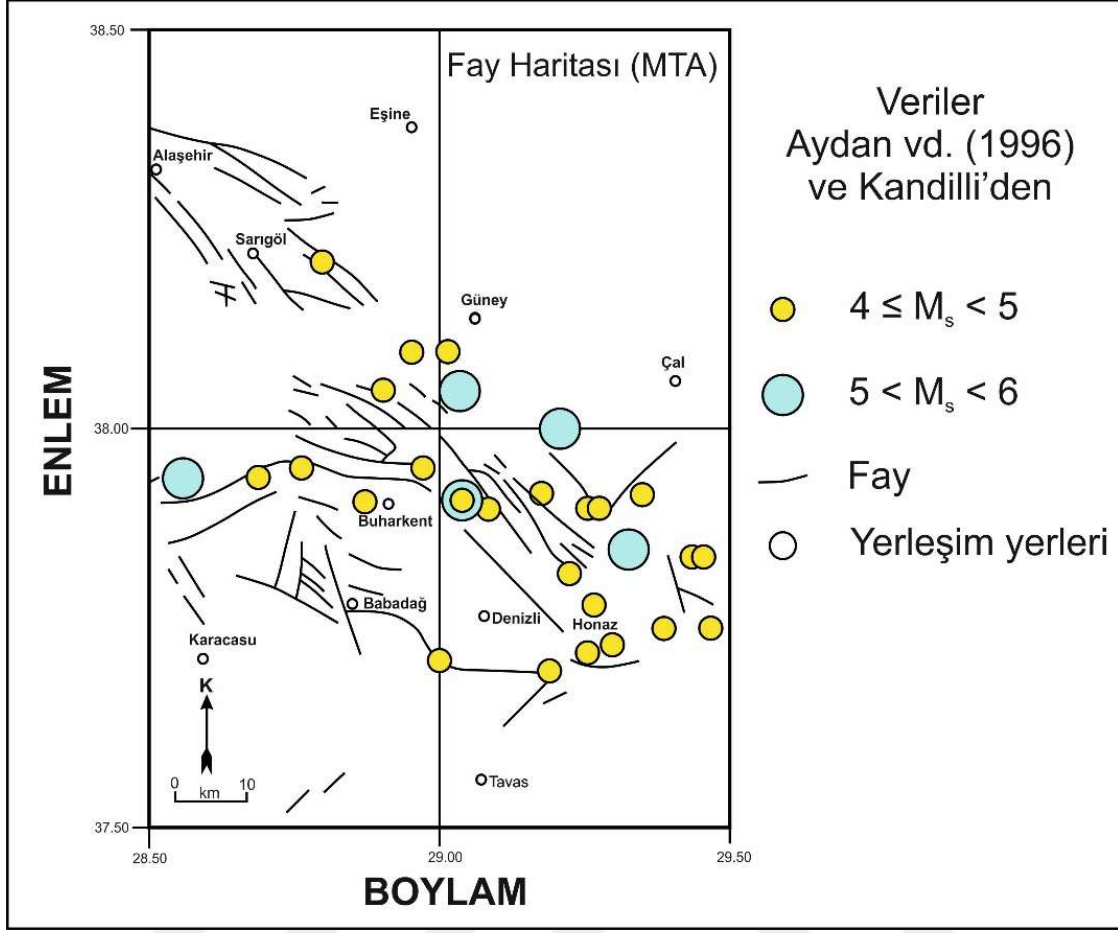 38.50
Fay Haritası (MTA)
Eşine
Alaşehir
Sarıgöl
Güney
Çal
ENLEM
38.00
Buharkent
Babadağ
Denizli
Honaz
Karacasu
K
0 10
km
Tavas
37.50
28.50
29.00
29.50
BOYLAM
Veriler
Aydan vd. (1996)
ve Kandilli’den
4 ≤ Ms < 5
5 < Ms < 6
Fay
Yerleşim yerleri